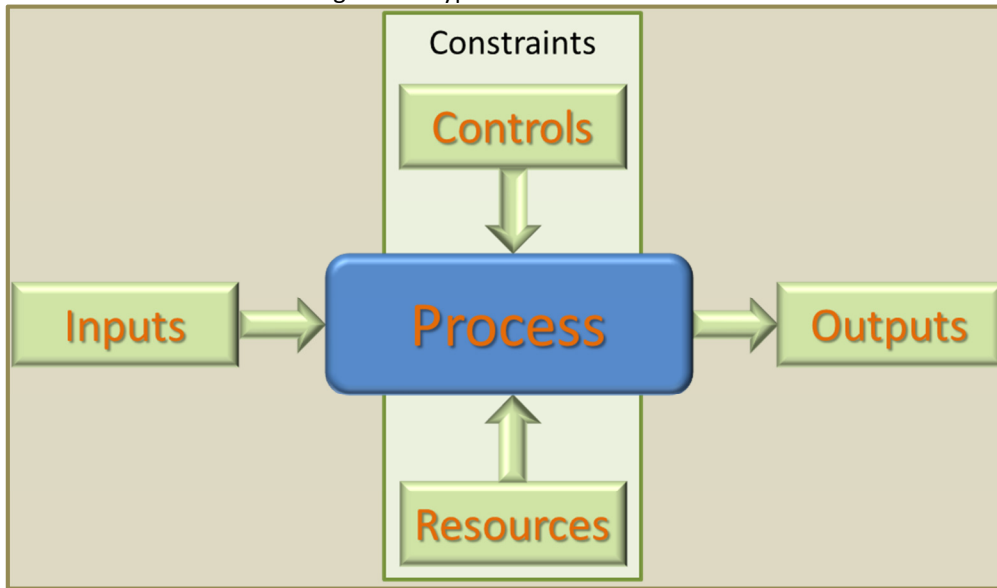 Constraints
Controls
Inputs
Process
Outputs
Resources